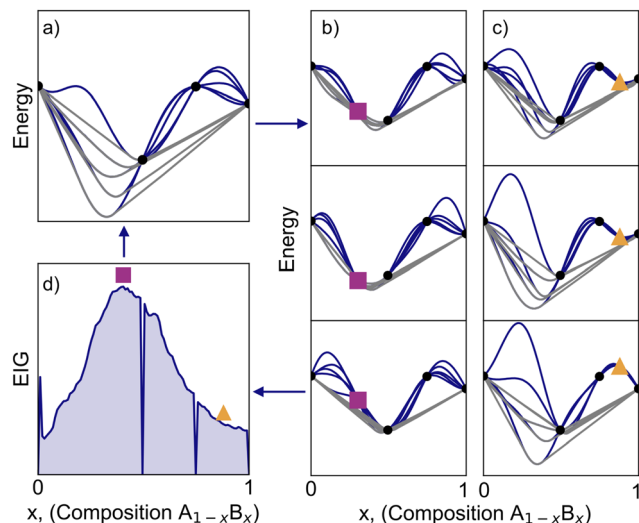 a)
b)
c)
Energy
Energy
d)
EIG
0
1
0
1
0
1
x, (Composition A₁₋ₓBₓ)
x, (Composition A₁₋ₓBₓ)